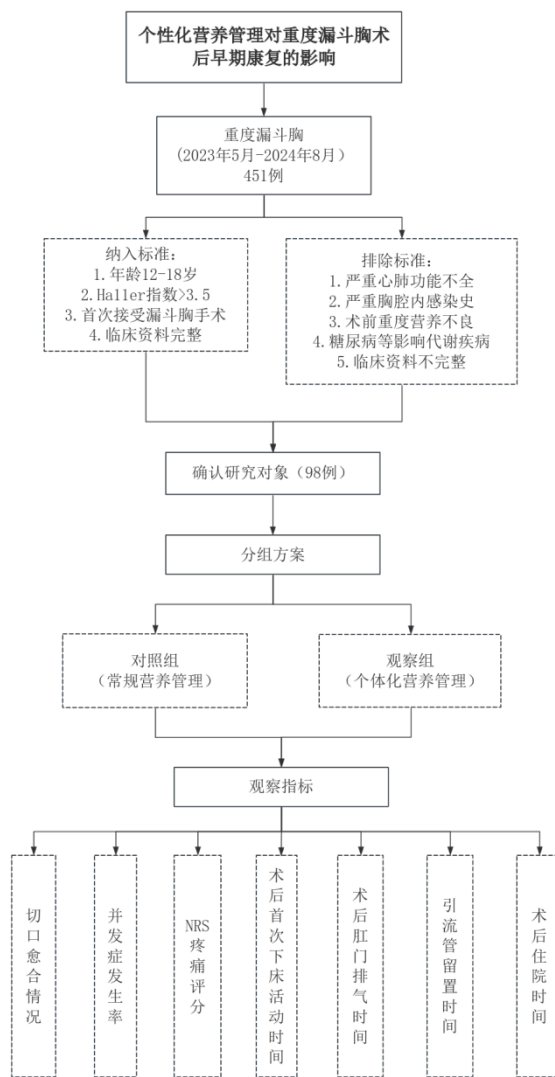 个性化营养管理对重度漏斗胸术
后早期康复的影响
重度漏斗胸
(2023年5月-2024年8月）
451例
纳入标准：
1.年龄12-18岁
2.Haller指数>3.5
3.首次接受漏斗胸手术
4.临床资料完整
排除标准：
1.严重心肺功能不全
2.严重胸腔内感染史
3.术前重度营养不良
4.糖尿病等影响代谢疾病
5.临床资料不完整
确认研究对象（98例）
分组方案
对照组
（常规营养管理）
观察组
（个体化营养管理）
观察指标
切口愈合情况
并发症发生率
NRS疼痛评分
术后首次下床活动时间
术后肛门排气时间
引流管留置时间
术后住院时间